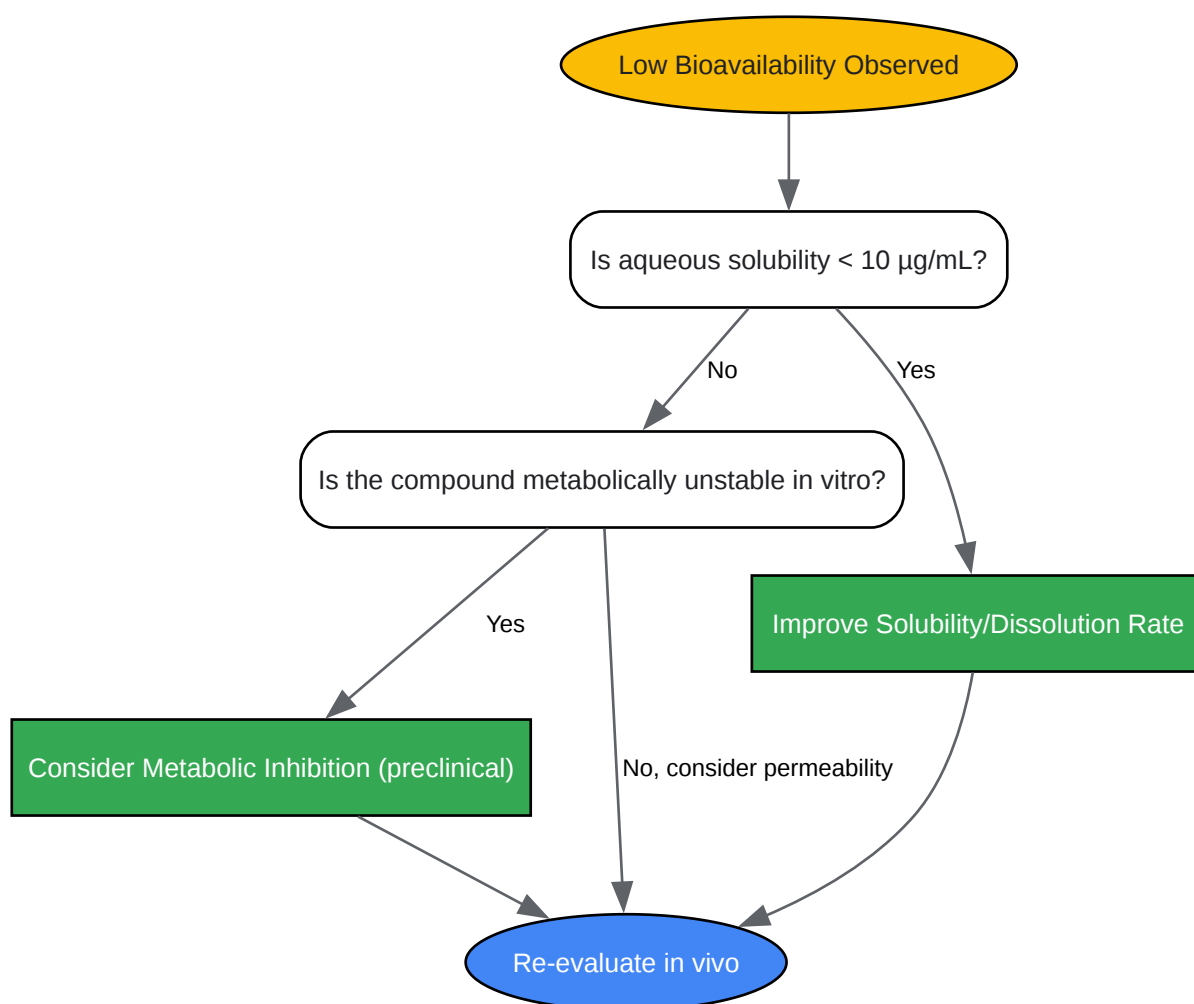 Low Bioavailability Observed
Is aqueous solubility < 10 µg/mL?
No
Yes
Is the compound metabolically unstable in vitro?
Yes
Improve Solubility/Dissolution Rate
Consider Metabolic Inhibition (preclinical)
No, consider permeability
Re-evaluate in vivo